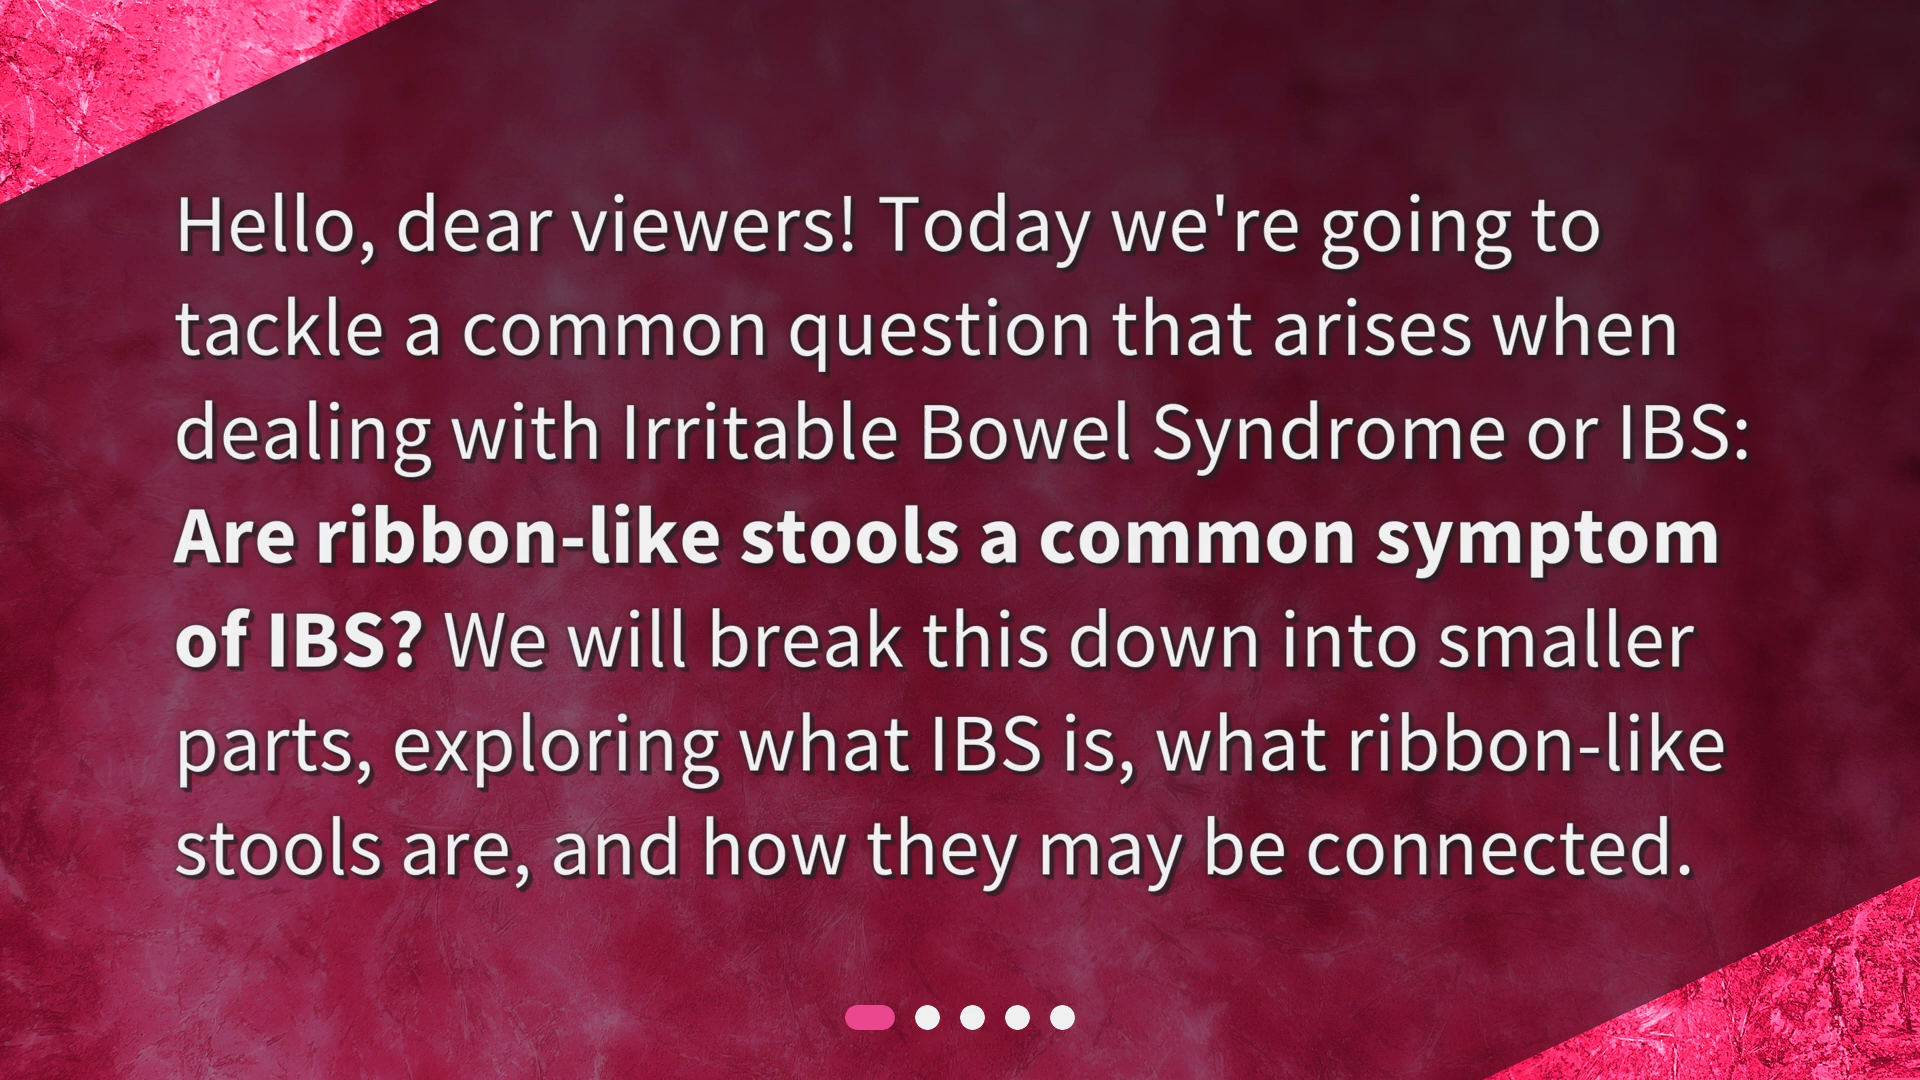 Hello, dear viewers! Today we're going to
tackle a common question that arises when
dealing with Irritable Bowel Syndrome or IBS:
Are ribbon-like stools a common symptom
of IBS? We will break this down into smaller
parts, exploring what IBS is, what ribbon-like
stools are, and how they may be connected.